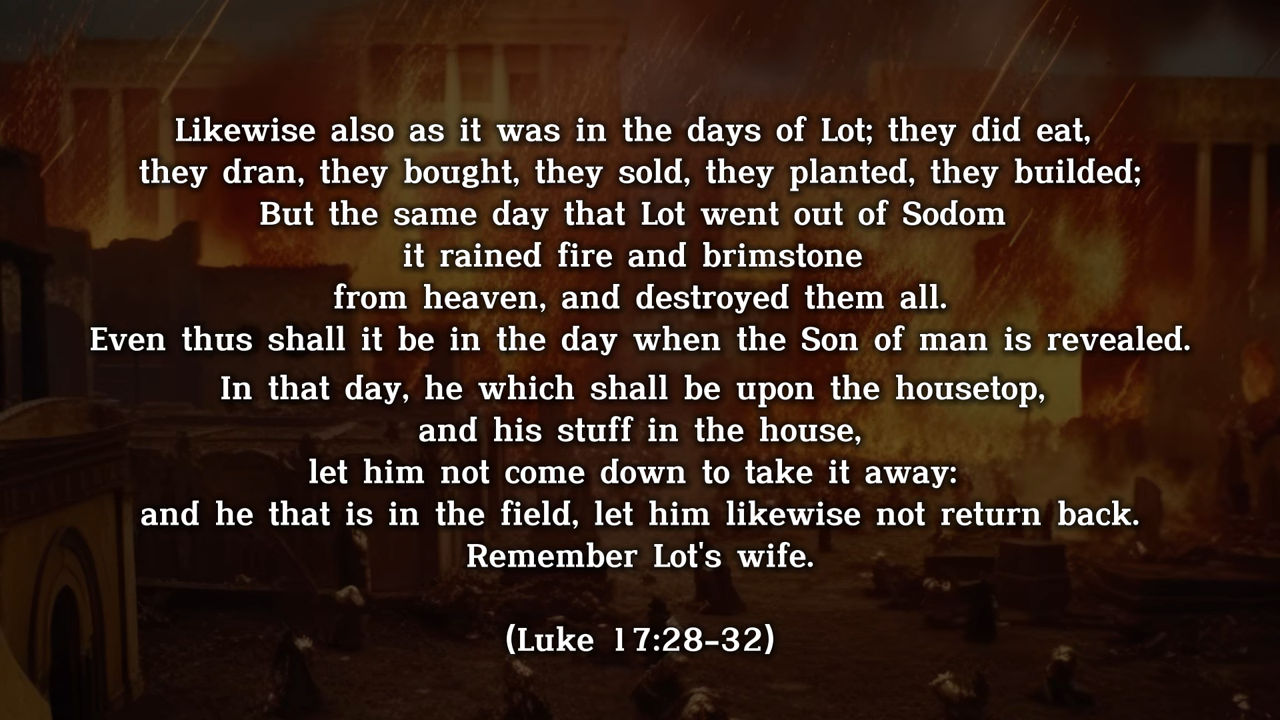 Likewise also as it was in the days of Lot; they did eat,
they dran, they bought, they sold, they planted, they builded;
But the same day that Lot went out of Sodom
it rained fire and brimstone
from heaven, and destroyed them all.
Even thus shall it be in the day when the Son of man is revealed.
In that day, he which shall be upon the housetop,
and his stuff in the house,
let him not come down to take it away:
and he that is in the field, let him likewise not return back.
Remember Lot's wife.
(Luke 17:28-32)